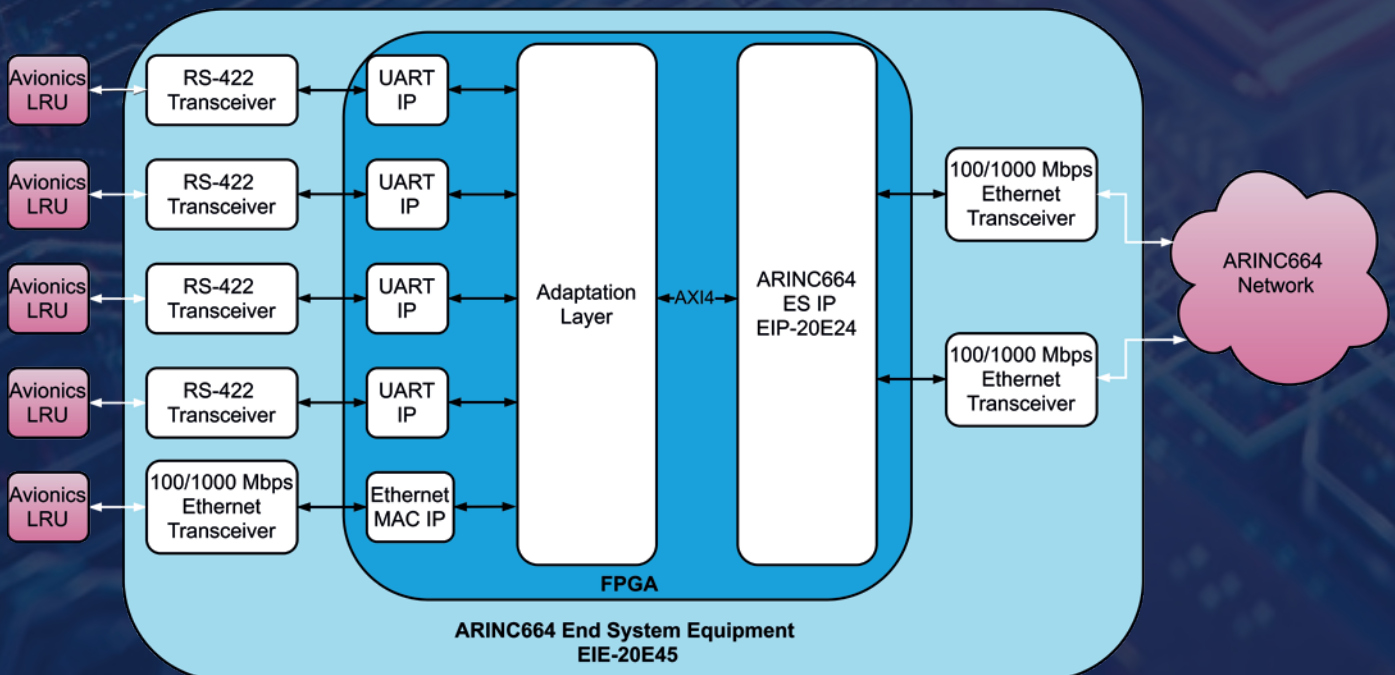 Avionics
LRU
RS-422
Transceiver
UART
IP
Avionics
LRU
RS-422
Transceiver
UART
IP
Avionics
LRU
RS-422
Transceiver
UART
IP
Avionics
LRU
RS-422
Transceiver
UART
IP
Avionics
LRU
100/1000 Mbps
Ethernet
Transceiver
Ethernet
MAC IP
Adaptation
Layer
AXI4
ARINC664
ES IP
EIP-20E24
100/1000 Mbps
Ethernet
Transceiver
100/1000 Mbps
Ethernet
Transceiver
ARINC664
Network
FPGA
ARINC664 End System Equipment
EIE-20E45